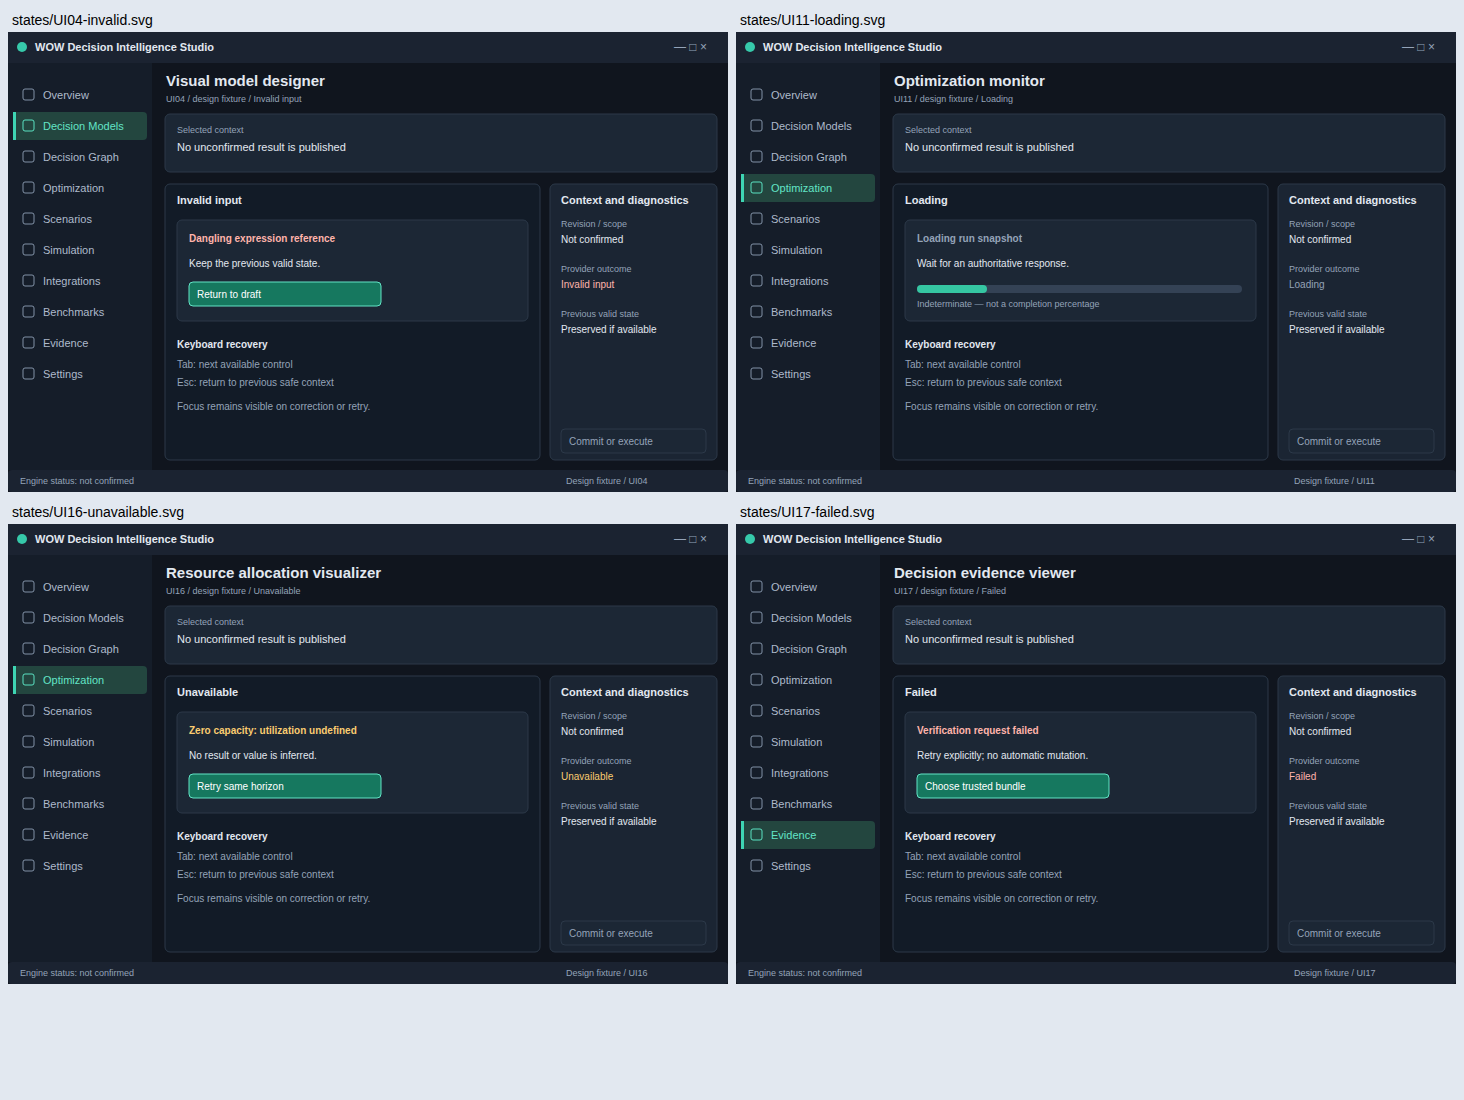 states/UI04-invalid.svg
WOW Decision Intelligence Studio
Overview
Decision Models
Decision Graph
Optimization
Scenarios
Simulation
Integrations
Benchmarks
Evidence
Settings
Visual model designer
UI04 / design fixture / Invalid input
Selected context
No unconfirmed result is published
Invalid input
Dangling expression reference
Keep the previous valid state.
Return to draft
Keyboard recovery
Tab: next available control
Esc: return to previous safe context
Focus remains visible on correction or retry.
Context and diagnostics
Revision / scope
Not confirmed
Provider outcome
Invalid input
Previous valid state
Preserved if available
Commit or execute
Engine status: not confirmed
Design fixture / UI04
states/UI11-loading.svg
WOW Decision Intelligence Studio
Overview
Decision Models
Decision Graph
Optimization
Scenarios
Simulation
Integrations
Benchmarks
Evidence
Settings
Optimization monitor
UI11 / design fixture / Loading
Selected context
No unconfirmed result is published
Loading
Loading run snapshot
Wait for an authoritative response.
Indeterminate — not a completion percentage
Keyboard recovery
Tab: next available control
Esc: return to previous safe context
Focus remains visible on correction or retry.
Context and diagnostics
Revision / scope
Not confirmed
Provider outcome
Loading
Previous valid state
Preserved if available
Commit or execute
Engine status: not confirmed
Design fixture / UI11
states/UI16-unavailable.svg
WOW Decision Intelligence Studio
Overview
Decision Models
Decision Graph
Optimization
Scenarios
Simulation
Integrations
Benchmarks
Evidence
Settings
Resource allocation visualizer
UI16 / design fixture / Unavailable
Selected context
No unconfirmed result is published
Unavailable
Zero capacity: utilization undefined
No result or value is inferred.
Retry same horizon
Keyboard recovery
Tab: next available control
Esc: return to previous safe context
Focus remains visible on correction or retry.
Context and diagnostics
Revision / scope
Not confirmed
Provider outcome
Unavailable
Previous valid state
Preserved if available
Commit or execute
Engine status: not confirmed
Design fixture / UI16
states/UI17-failed.svg
WOW Decision Intelligence Studio
Overview
Decision Models
Decision Graph
Optimization
Scenarios
Simulation
Integrations
Benchmarks
Evidence
Settings
Decision evidence viewer
UI17 / design fixture / Failed
Selected context
No unconfirmed result is published
Failed
Verification request failed
Retry explicitly; no automatic mutation.
Choose trusted bundle
Keyboard recovery
Tab: next available control
Esc: return to previous safe context
Focus remains visible on correction or retry.
Context and diagnostics
Revision / scope
Not confirmed
Provider outcome
Failed
Previous valid state
Preserved if available
Commit or execute
Engine status: not confirmed
Design fixture / UI17